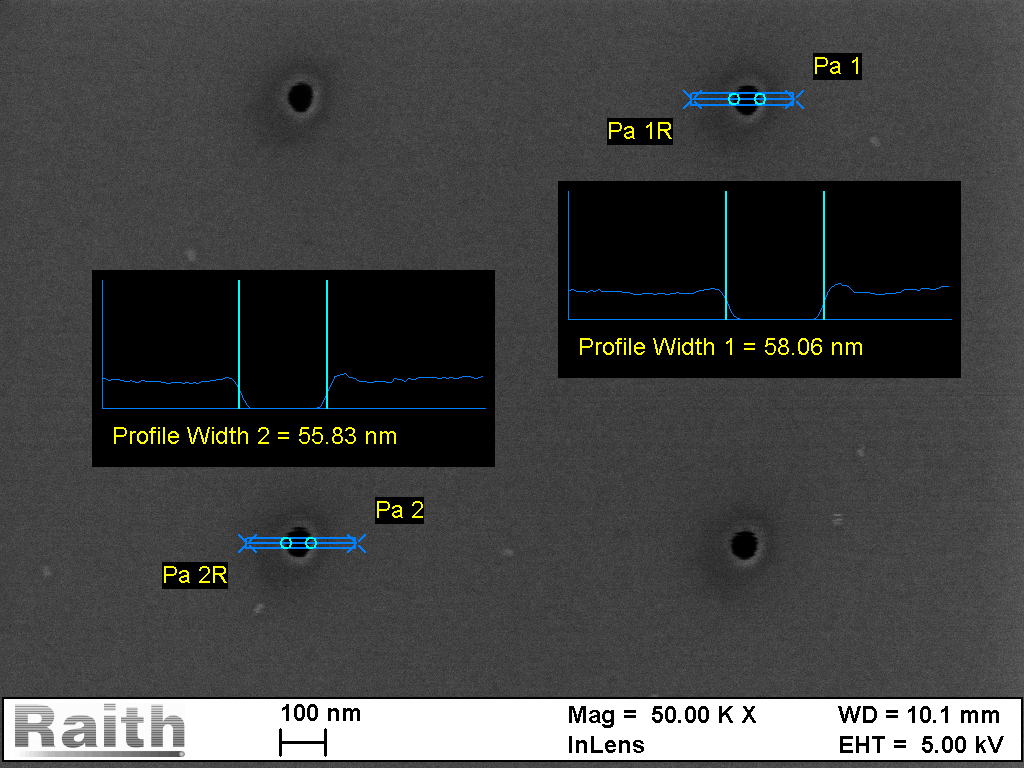 Pa 1
Pa 1R
Profile Width 1 = 58.06 nm
Profile Width 2 = 55.83 nm
Pa 2
Pa 2R
Raith
100 nm
Mag = 50.00 K X
WD = 10.1 mm
InLens
EHT = 5.00 kV